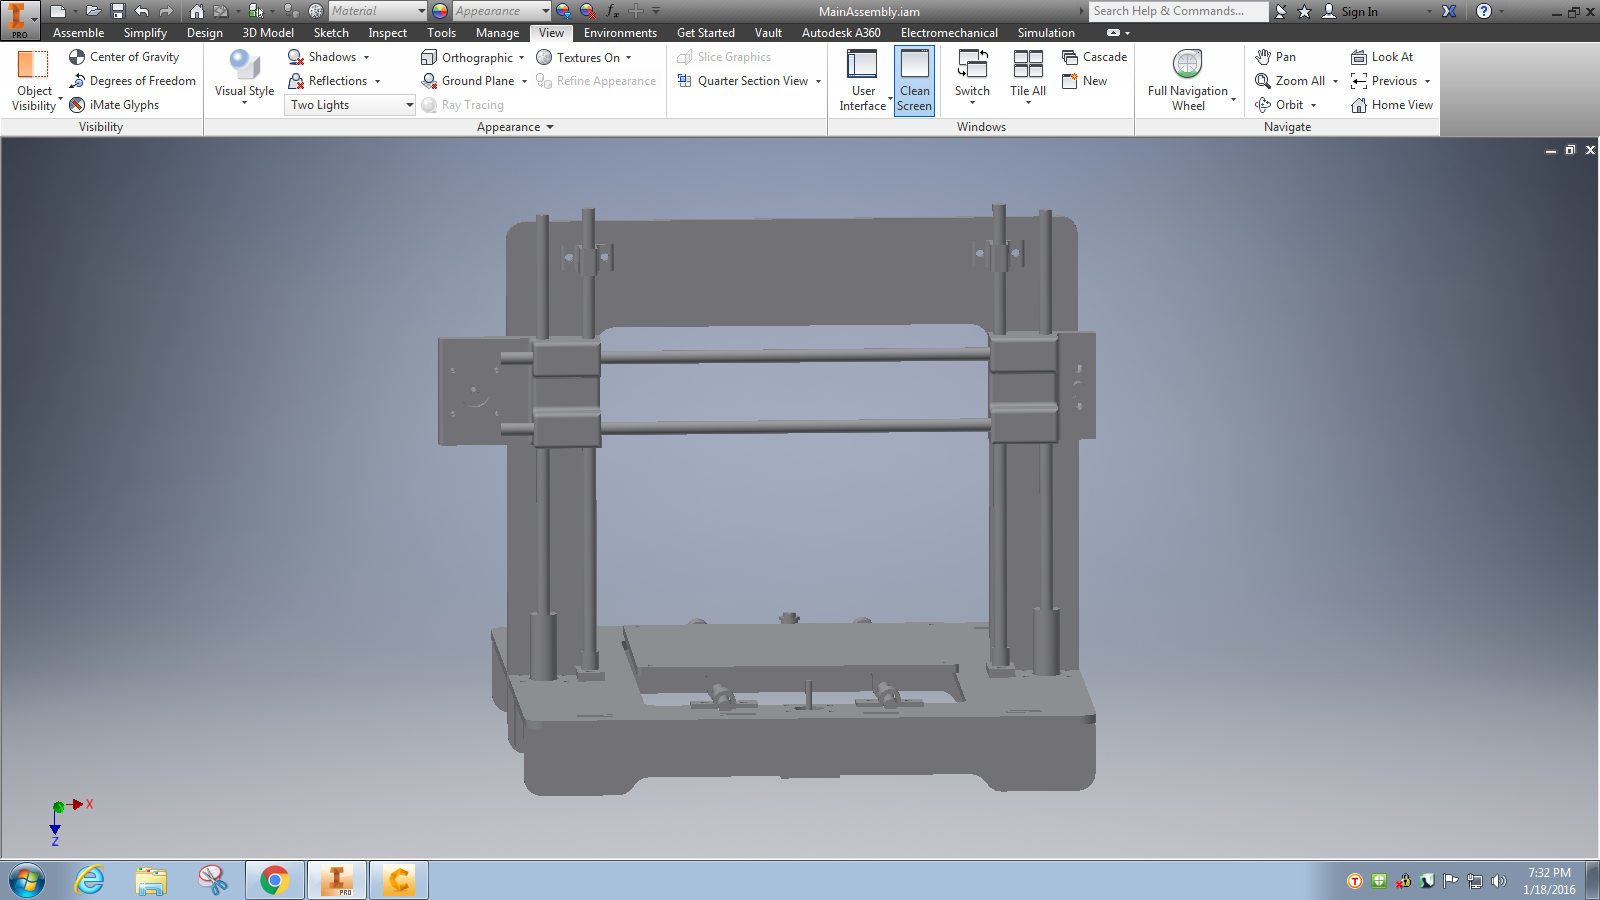 Material
Appearance
MainAssembly.iam
Search Help & Commands...
Sign In
PRO
Assemble
Simplify
Design
3D Model
Sketch
Inspect
Tools
Manage
View
Environments
Get Started
Vault
Autodesk A360
Electromechanical
Simulation
Object
Visibility
Center of Gravity
Degrees of Freedom
iMate Glyphs
Visibility
Visual Style
Shadows
Reflections
Two Lights
Orthographic
Ground Plane
Ray Tracing
Textures On
Refine Appearance
Appearance
Slice Graphics
Quarter Section View
User
Interface
Clean
Screen
Switch
Tile All
Cascade
New
Windows
Full Navigation
Wheel
Pan
Zoom All
Orbit
Look At
Previous
Home View
Navigate
X
Z
PRO
7:32 PM
1/18/2016